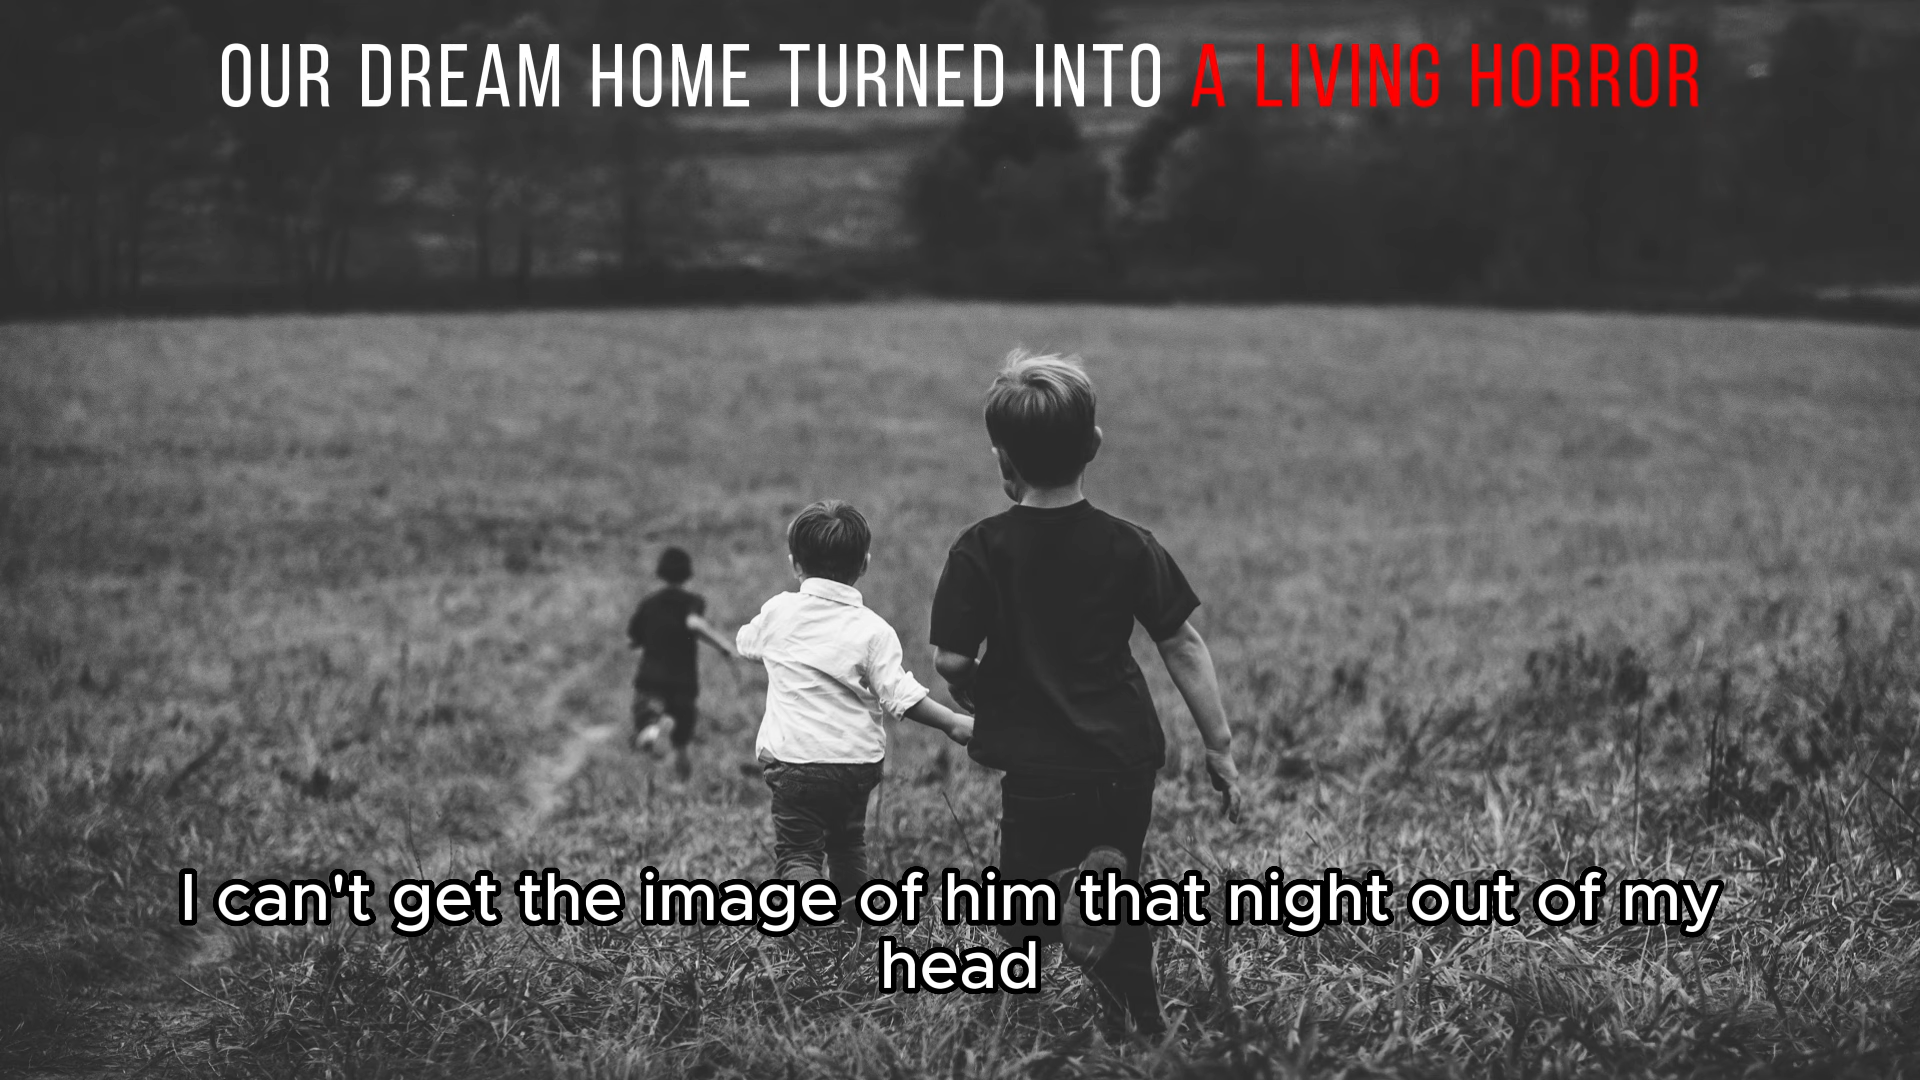 OUR DREAM HOME TURNED INTO A LIVING HORROR
I can't get the image of him that night out of my
head